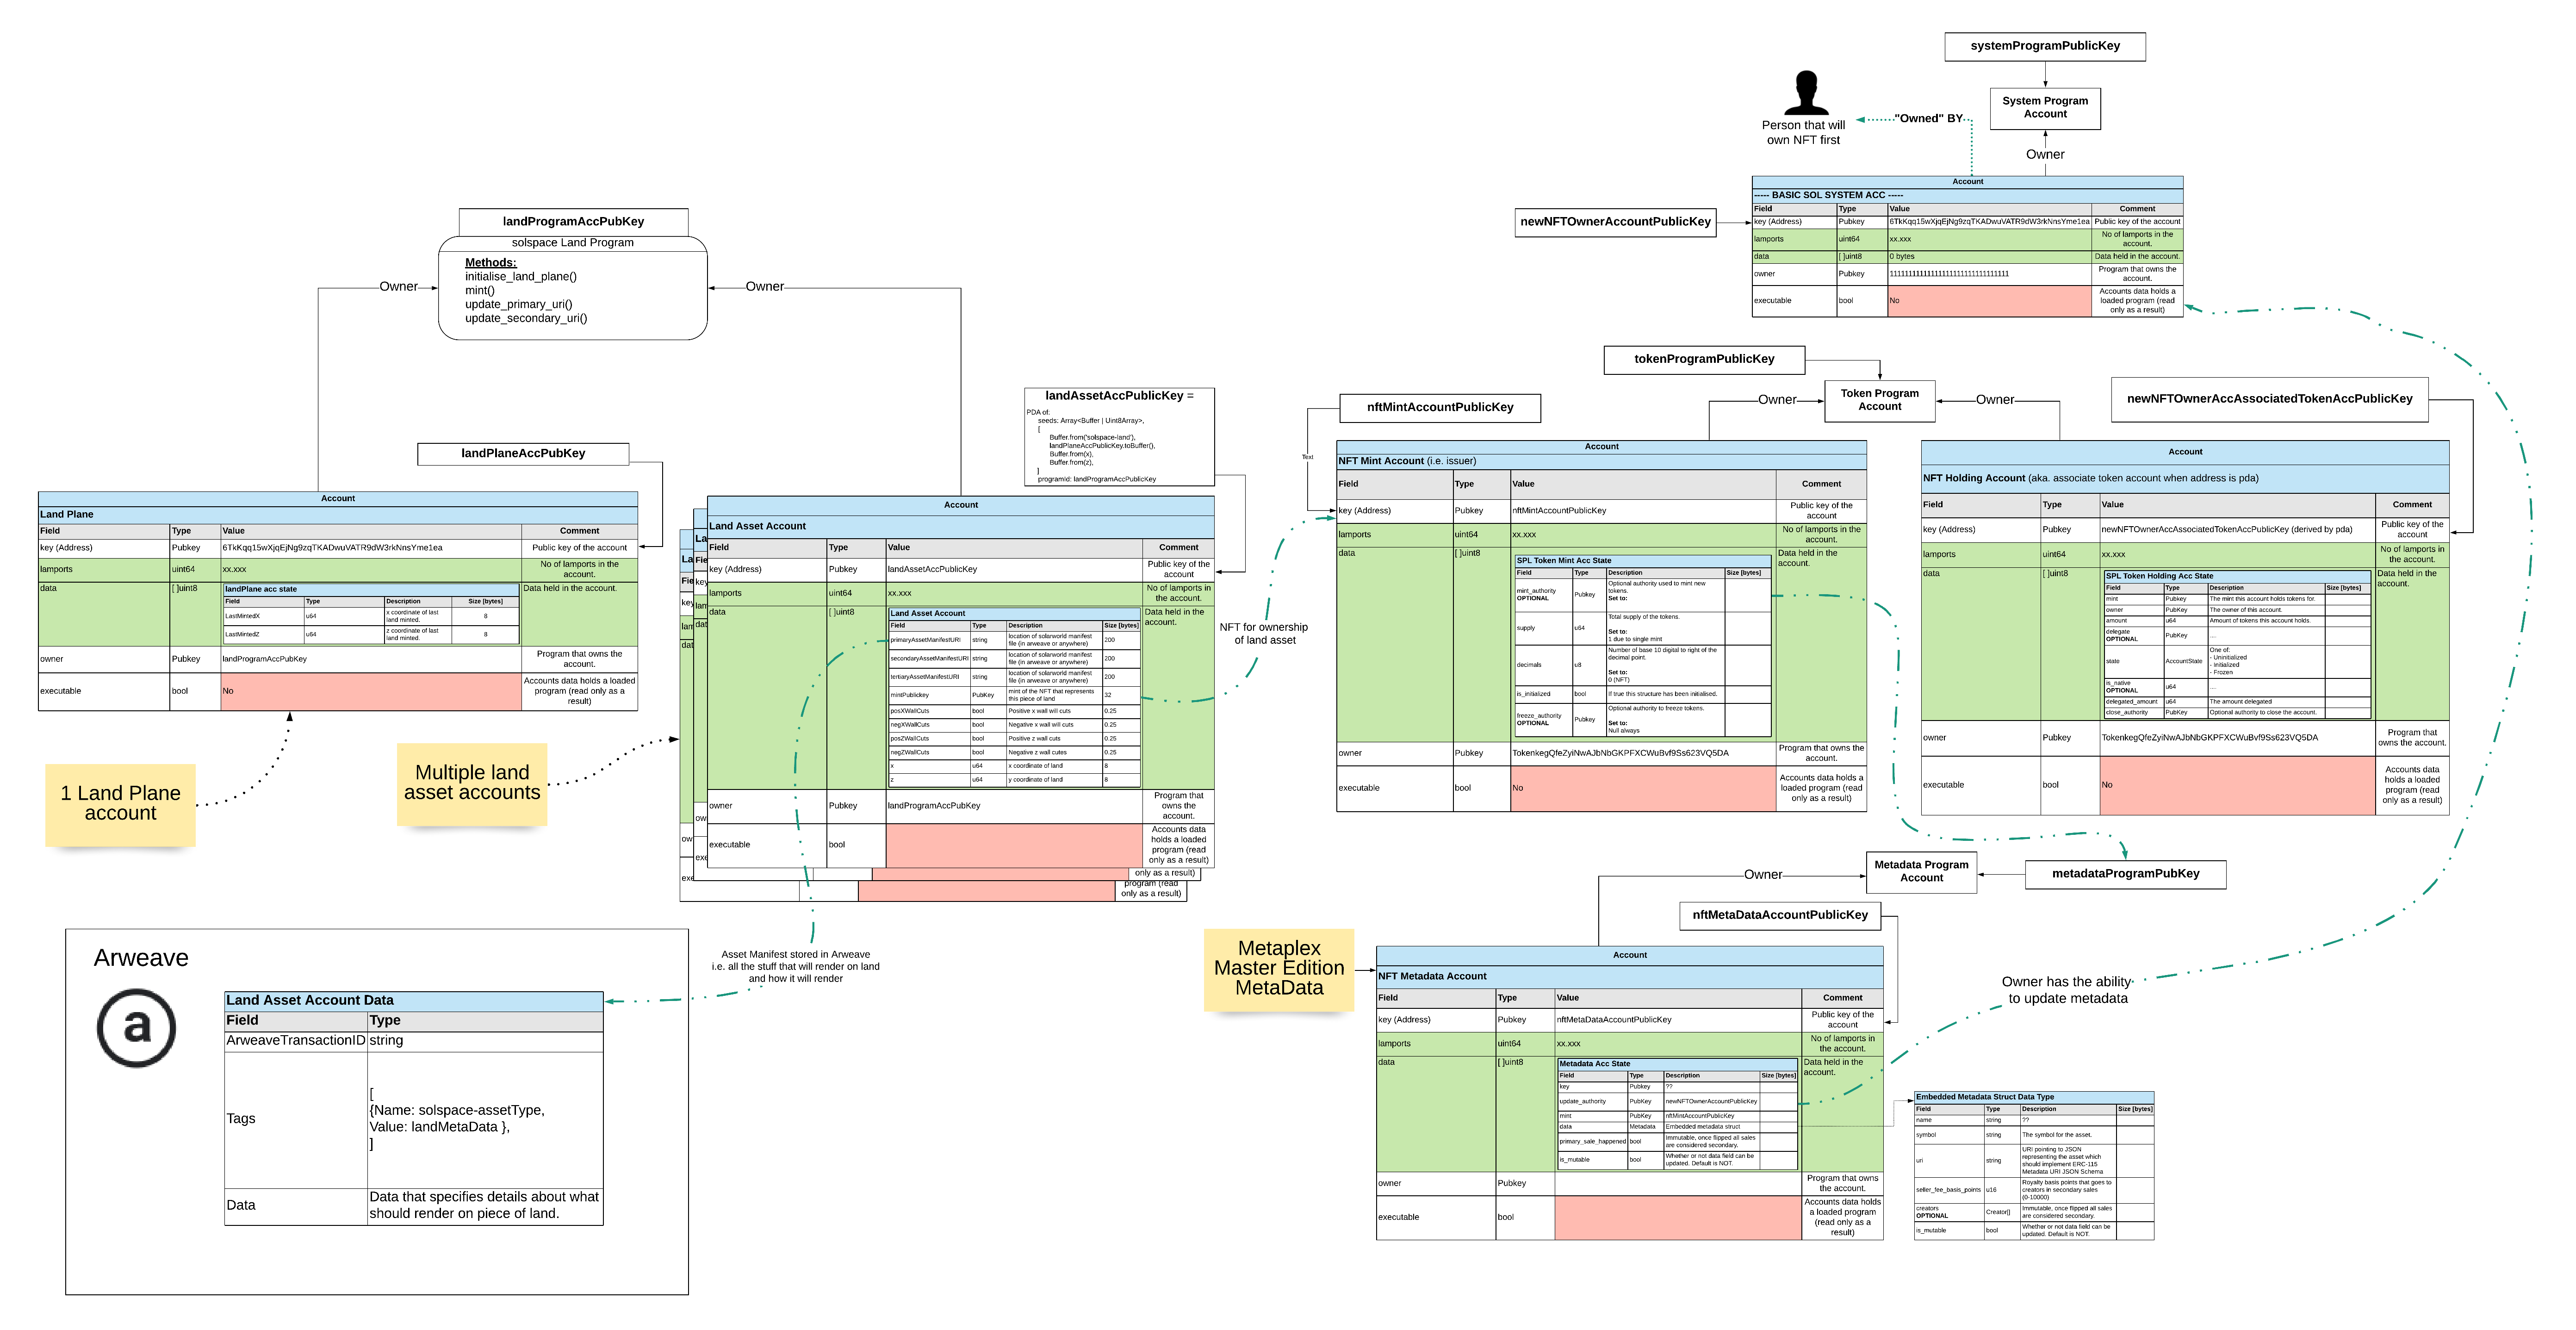 systemProgramPublicKey
System Program
Account
Owner
"Owned" BY
Person that will
own NFT first
newNFTOwnerAccountPublicKey
Account
----- BASIC SOL SYSTEM ACC -----
Field Type Value Comment
key (Address) Pubkey 6TkKqq15wXjqEjNg9zqTKADwuVATR9dW3rkNnsYme1ea Public key of the account
lamports uint64 xx.xxx No of lamports in the
account.
data [ ]uint8 0 bytes Data held in the account.
owner Pubkey Program that owns the
account.
executable bool No Accounts data holds a
loaded program (read
only as a result)
landProgramAccPubKey
solspace Land Program
Methods:
initialise_land_plane()
mint()
update_primary_uri()
update_secondary_uri()
Owner
Owner
landPlaneAccPubKey
Account
Land Plane
Field Type Value Comment
key (Address) Pubkey 6TkKqq15wXjqEjNg9zqTKADwuVATR9dW3rkNnsYme1ea Public key of the account
lamports uint64 xx.xxx No of lamports in the
account.
data [ ]uint8 Data held in the account.
landPlane acc state
Field Type Description Size [bytes]
LastMintedX u64 x coordinate of last
land minted. 8
LastMintedZ u64 z coordinate of last
land minted. 8
owner Pubkey landProgramAccPubKey Program that owns the
account.
executable bool No Accounts data holds a loaded
program (read only as a
result)
1 Land Plane
account
Multiple land
asset accounts
landAssetAccPublicKey =
PDA of:
seeds: Array<Buffer | Uint8Array>,
[
Buffer.from('solspace-land'),
landPlaneAccPublicKey.toBuffer(),
Buffer.from(x),
Buffer.from(z),
]
programId: landProgramAccPublicKey
Account
Land Asset Account
Field Type Value Comment
key (Address) Pubkey landAssetAccPublicKey Public key of the
account
lamports uint64 xx.xxx No of lamports in
the account.
data [ ]uint8 Data held in the
account.
Land Asset Account
Field Type Description Size [bytes]
primaryAssetManifestURI string location of solarworld manifest
file (in arweave or anywhere) 200
secondaryAssetManifestURI string location of solarworld manifest
file (in arweave or anywhere) 200
tertiaryAssetManifestURI string location of solarworld manifest
file (in arweave or anywhere) 200
mintPublickey PubKey mint of the NFT that represents
this piece of land 32
posXWallCuts bool Positive x wall will cuts 0.25
negXWallCuts bool Negative x wall will cuts 0.25
posZWallCuts bool Positive z wall cuts 0.25
negZWallCuts bool Negative z wall cutes 0.25
x u64 x coordinate of land 8
z u64 y coordinate of land 8
owner Pubkey landProgramAccPubKey Program that
owns the
account.
executable bool Accounts data
holds a loaded
program (read
only as a result)
only as a result)
program (read
only as a result)
La
Fie
key
lam
dat
ow
exe
La
Fie
key
lam
dat
ow
exe
NFT for ownership
of land asset
Asset Manifest stored in Arweave
i.e. all the stuff that will render on land
and how it will render
Arweave
a
Land Asset Account Data
Field Type
ArweaveTransactionID string
Tags [
{Name: solspace-assetType,
Value: landMetaData },
]
Data Data that specifies details about what
should render on piece of land.
tokenProgramPublicKey
Token Program
Account
Owner
Owner
nftMintAccountPublicKey
Text
Account
NFT Mint Account (i.e. issuer)
Field Type Value Comment
key (Address) Pubkey nftMintAccountPublicKey Public key of the
account
lamports uint64 xx.xxx No of lamports in the
account.
data [ ]uint8 Data held in the
account.
SPL Token Mint Acc State
Field Type Description Size [bytes]
mint_authority
OPTIONAL Pubkey Optional authority used to mint new
tokens.
Set to:
supply u64 Total supply of the tokens.
Set to:
1 due to single mint
decimals u8 Number of base 10 digital to right of the
decimal point.
Set to:
0 (NFT)
is_initialized bool if true this structure has been initialised.
freeze_authority
OPTIONAL Pubkey Optional authority to freeze tokens.
Set to:
Null always
owner Pubkey TokenkegQfeZyiNwAJbNbGKPFXCWuBvf9Ss623VQ5DA Program that owns the
account.
executable bool No Accounts data holds a
loaded program (read
only as a result)
newNFTOwnerAccAssociatedTokenAccPublicKey
Account
NFT Holding Account (aka. associate token account when address is pda)
Field Type Value Comment
key (Address) Pubkey newNFTOwnerAccAssociatedTokenAccPublicKey (derived by pda) Public key of the
account
lamports uint64 xx.xxx No of lamports in
the account.
data [ ]uint8 Data held in the
account.
SPL Token Holding Acc State
Field Type Description Size [bytes]
mint Pubkey The mint this account holds tokens for.
owner PubKey The owner of this account.
amount u64 Amount of tokens this account holds.
delegate
OPTIONAL PubKey ...
state AccountState One of:
- Uninitialized
- Initialized
- Frozen
is_native
OPTIONAL u64 ...
delegated_amount u64 The amount delegated
close_authority PubKey Optional authority to close the account.
owner Pubkey TokenkegQfeZyiNwAJbNbGKPFXCWuBvf9Ss623VQ5DA Program that
owns the account.
executable bool No Accounts data
holds a loaded
program (read
only as a result)
Metadata Program
Account
Owner
metadataProgramPubKey
nftMetaDataAccountPublicKey
Metaplex
Master Edition
MetaData
Account
NFT Metadata Account
Field Type Value Comment
key (Address) Pubkey nftMetaDataAccountPublicKey Public key of the
account
lamports uint64 xx.xxx No of lamports in
the account.
data [ ]uint8 Data held in the
account.
Metadata Acc State
Field Type Description Size [bytes]
key Pubkey ??
update_authority PubKey newNFTOwnerAccountPublicKey
mint PubKey nftMintAccountPublicKey
data Metadata Embedded metadata struct
primary_sale_happened bool Immutable, once flipped all sales
are considered secondary.
is_mutable bool Whether or not data field can be
updated. Default is NOT.
owner Pubkey Program that owns
the account.
executable bool Accounts data holds
a loaded program
(read only as a
result)
Owner has the ability
to update metadata
Embedded Metadata Struct Data Type
Field Type Description Size [bytes]
name string ??
symbol string The symbol for the asset.
uri string URI pointing to JSON
representing the asset which
should implement ERC-115
Metadata URI JSON Schema
seller_fee_basis_points u16 Royalty basis points that goes to
creators in secondary sales
(0-10000)
creators
OPTIONAL Creator[] Immutable, once flipped all sales
are considered secondary.
is_mutable bool Whether or not data field can be
updated. Default is NOT.